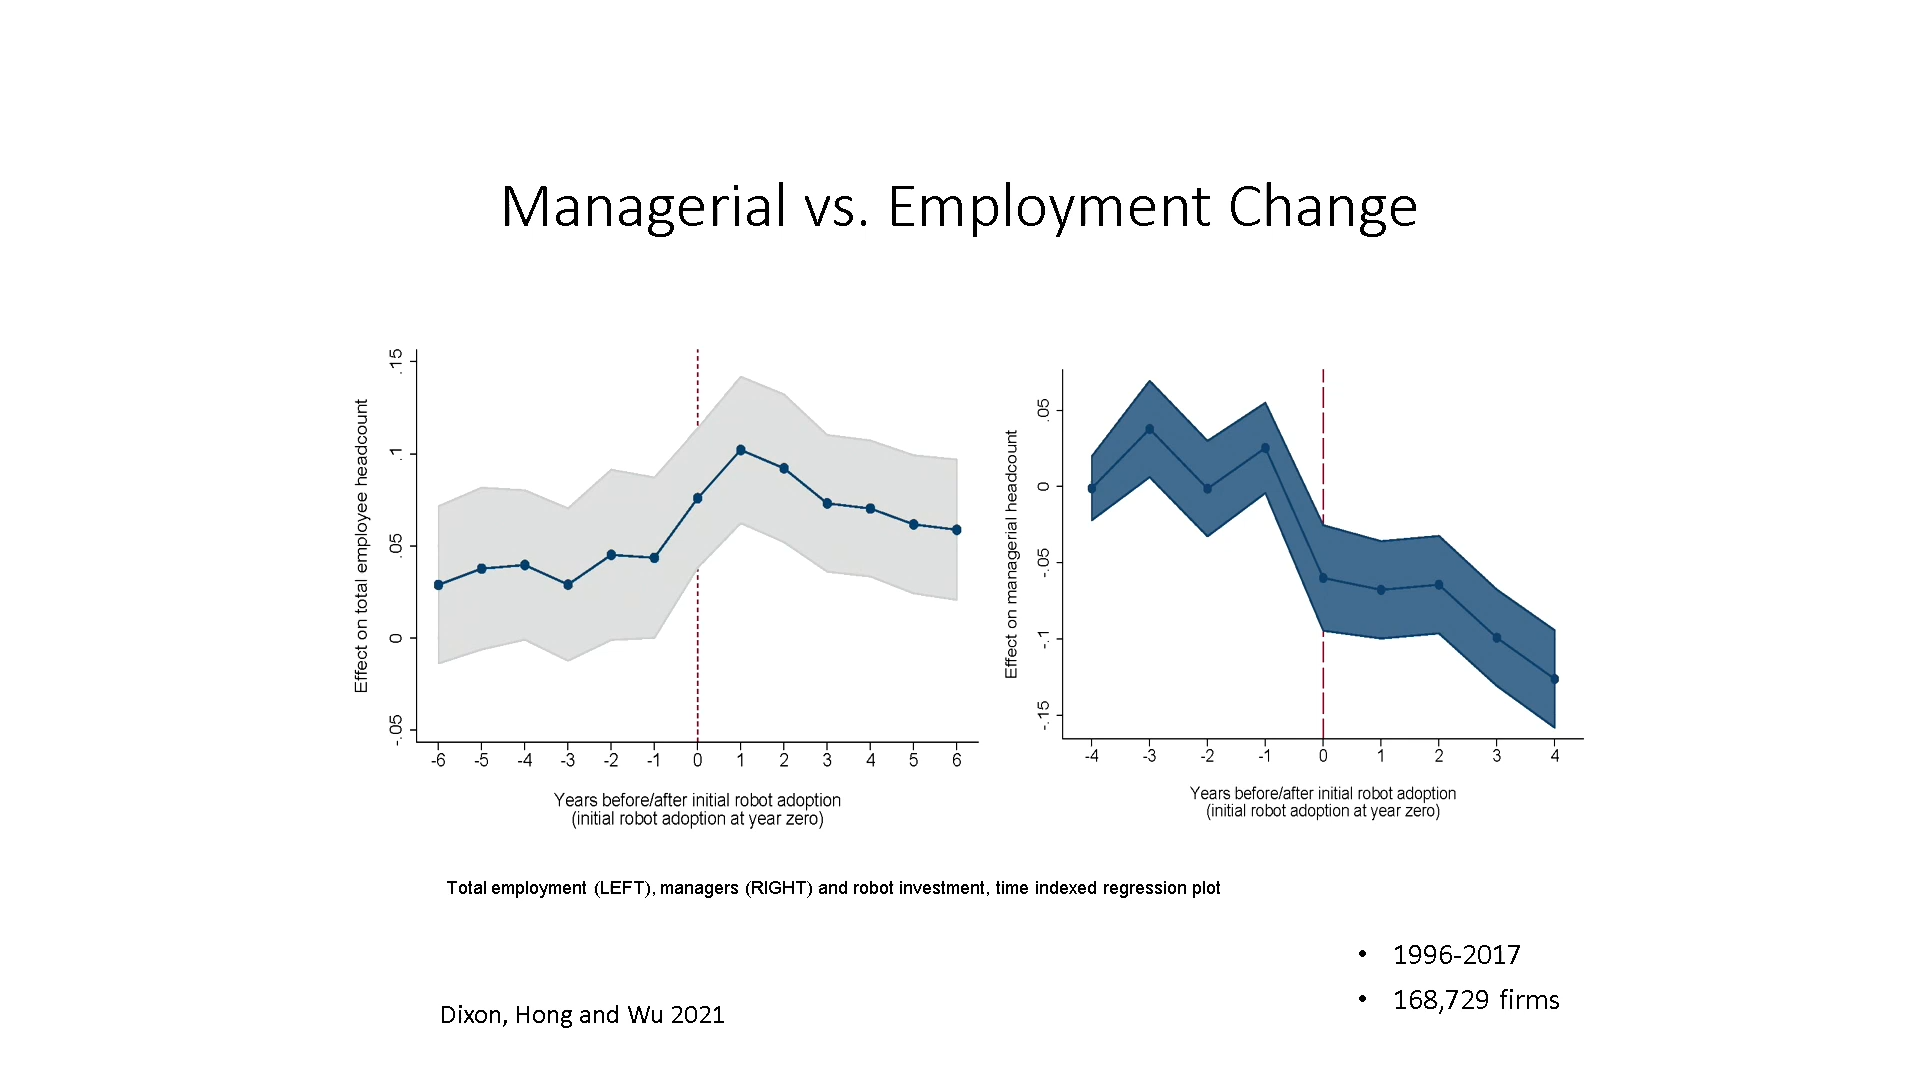 Managerial vs. Employment Change
Effect on total employee headcount
.15
.1
.05
0
-.05
-6 -5 -4 -3 -2 -1 0 1 2 3 4 5 6
Years before/after initial robot adoption
(initial robot adoption at year zero)
Effect on managerial headcount
.05
0
-.05
-.1
-.15
-4 -3 -2 -1 0 1 2 3 4
Years before/after initial robot adoption
(initial robot adoption at year zero)
Total employment (LEFT), managers (RIGHT) and robot investment, time indexed regression plot
• 1996-2017
• 168,729 firms
Dixon, Hong and Wu 2021